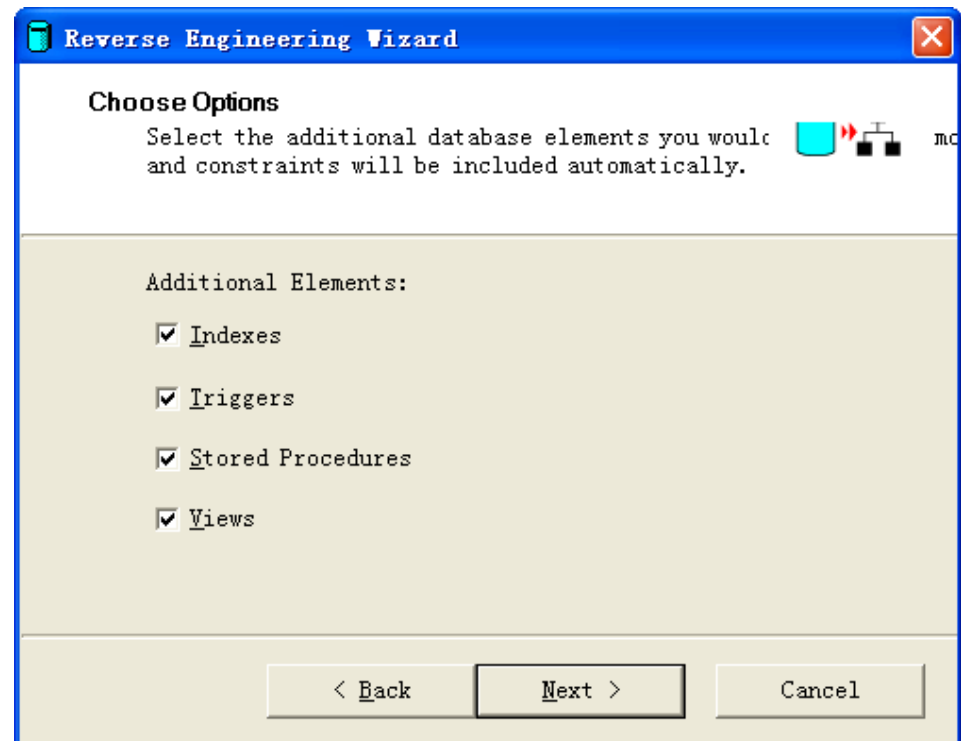 Reverse Engineering Wizard
Choose Options
Select the additional database elements you would
and constraints will be included automatically.
Additional Elements:
Indexes
Triggers
Stored Procedures
Views
< Back
Next >
Cancel